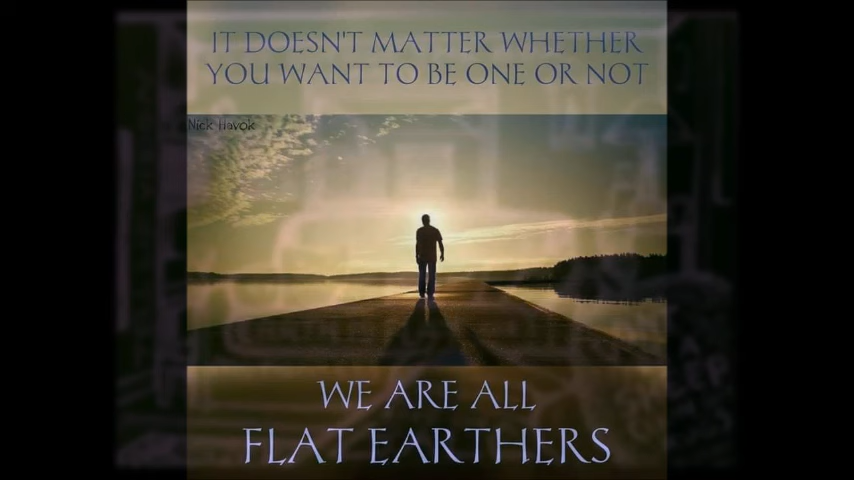 IT DOESN'T MATTER WHETHER
YOU WANT TO BE ONE OR NOT
Nick Havok
WE ARE ALL
FLAT EARTHERS